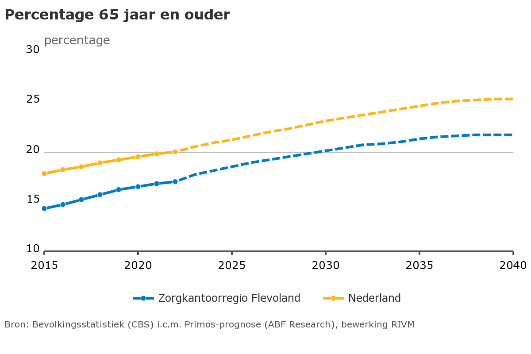 Percentage 65 jaar en ouder
percentage
30
25
20
15
10
2015 2020 2025 2030 2035 2040
Zorgkantoorregio Flevoland Nederland
Bron: Bevolkingsstatistiek (CBS) i.c.m. Primos-prognose (ABF Research), bewerking RIVM